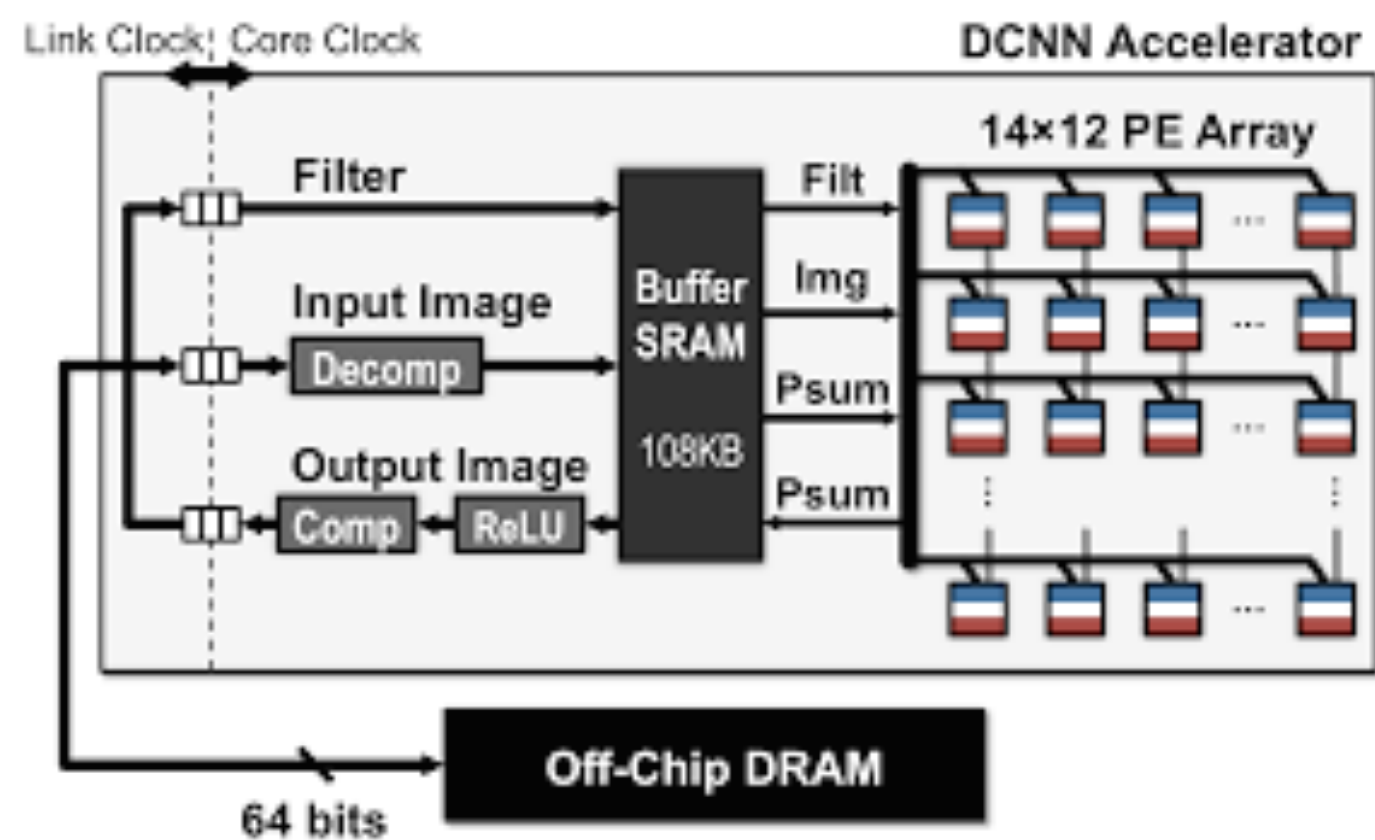 Link Clock Core Clock
DCNN Accelerator
14×12 PE Array
Filter
Filt
Input Image
Img
Buffer
SRAM
Decomp
Psum
108KB
Output Image
Psum
Comp
ReLU
Off-Chip DRAM
64 bits